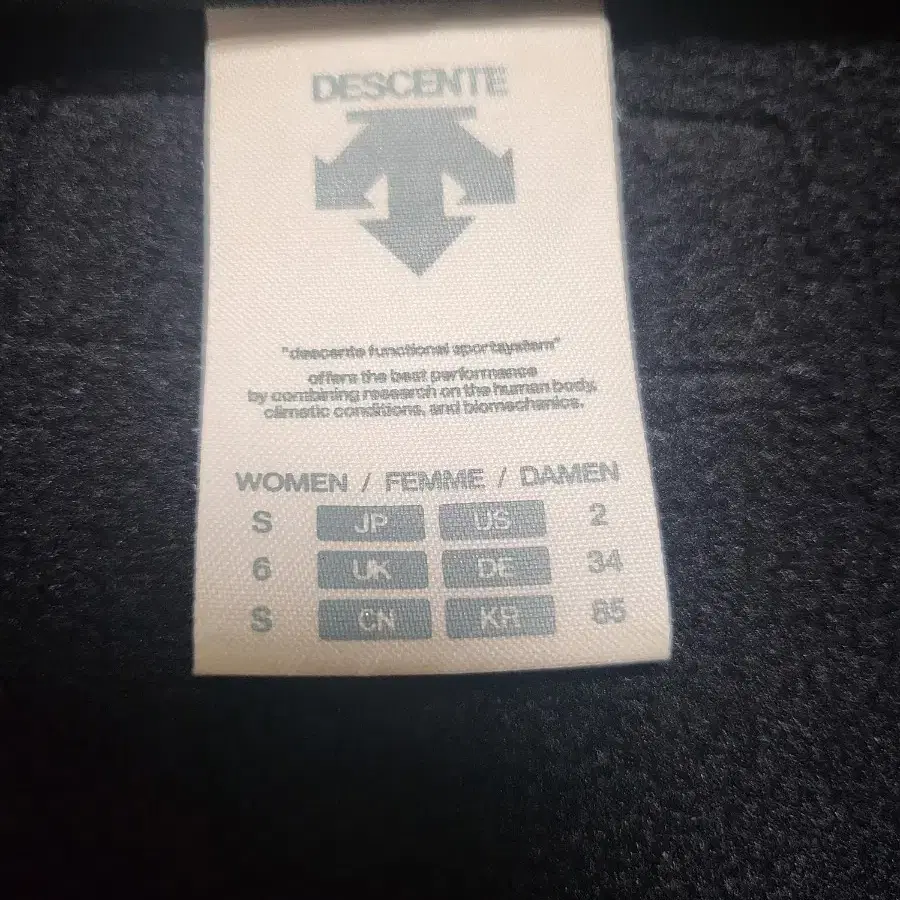 DESCENTE
"descente functional sportsystem"
offers the best performance
by combining research on the human body,
climatic conditions, and biomechanics.
WOMEN / FEMME / DAMEN
S JP US 2
6 UK DE 34
S CN KR 85